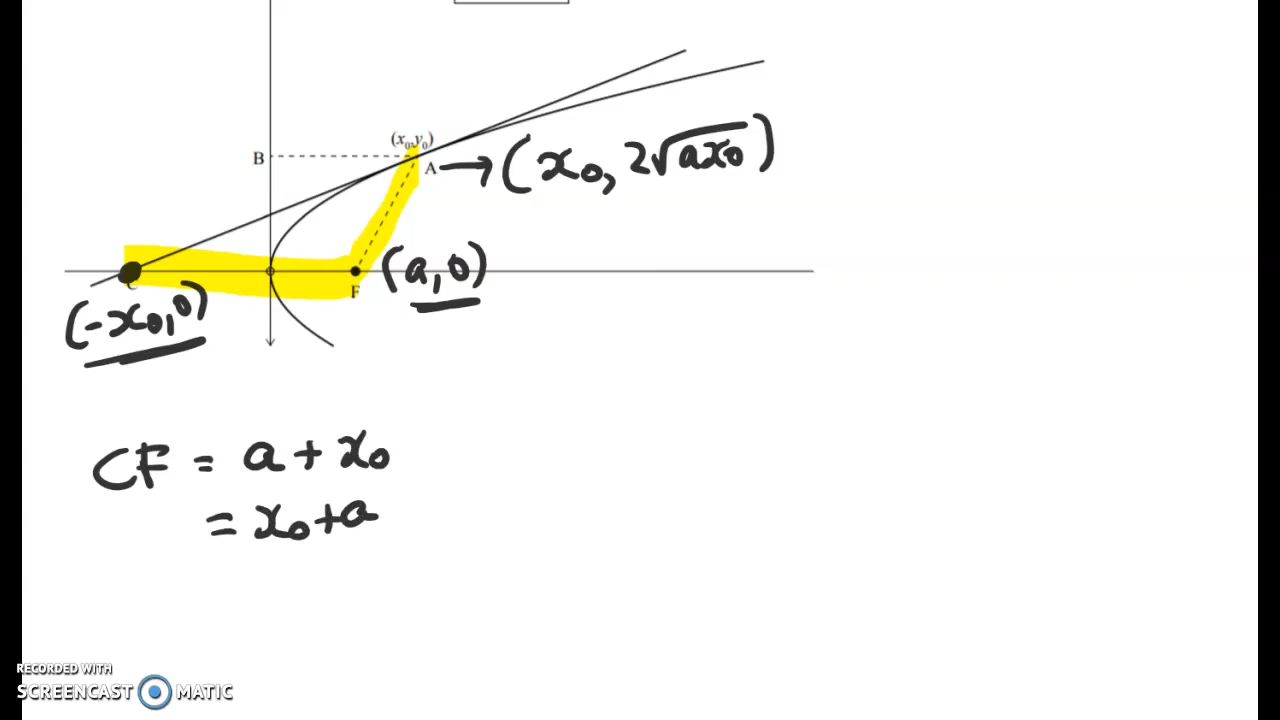 (x₀,y₀)
B
A → (x₀, 2√ax₀)
C
F
(a, 0)
(-x₀, 0)
CF = a + x₀
= x₀ + a
RECORDED WITH
SCREENCAST MATIC